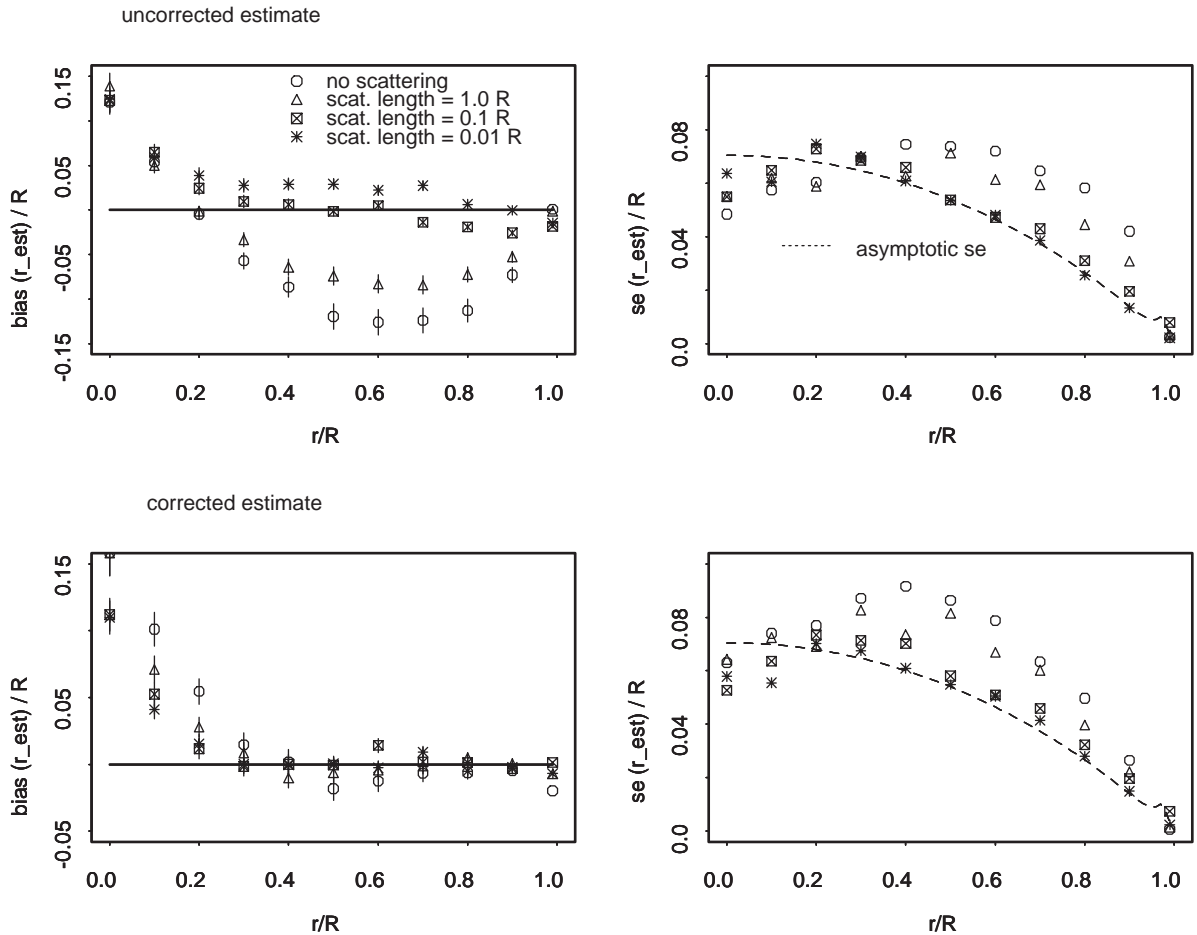 uncorrected estimate
0.15
0.05
-0.05
-0.15
bias (r_est) / R
no scattering
scat. length = 1.0 R
scat. length = 0.1 R
scat. length = 0.01 R
0.0 0.2 0.4 0.6 0.8 1.0
r/R
0.08
0.04
0.0
se (r_est) / R
asymptotic se
0.0 0.2 0.4 0.6 0.8 1.0
r/R
corrected estimate
0.15
0.05
-0.05
bias (r_est) / R
0.0 0.2 0.4 0.6 0.8 1.0
r/R
0.08
0.04
0.0
se (r_est) / R
0.0 0.2 0.4 0.6 0.8 1.0
r/R